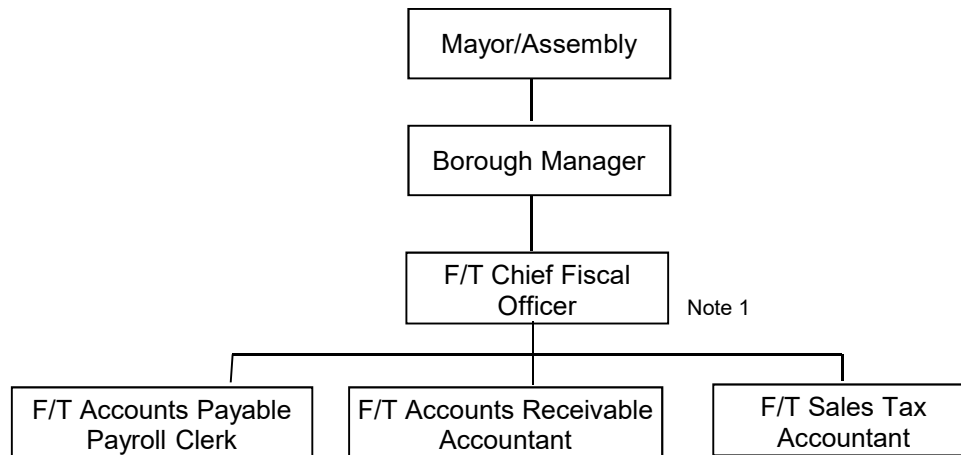 Mayor/Assembly
Borough Manager
F/T Chief Fiscal
Officer
Note 1
F/T Accounts Payable
Payroll Clerk
F/T Accounts Receivable
Accountant
F/T Sales Tax
Accountant